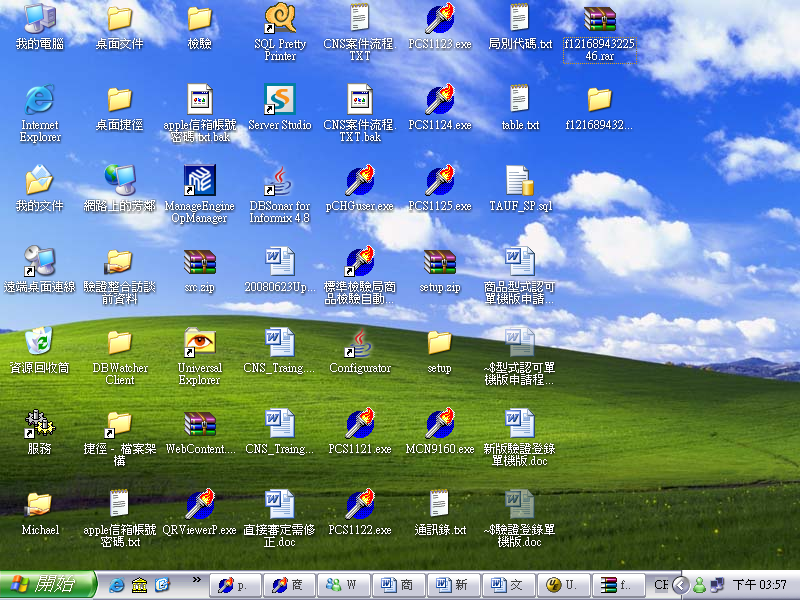 我的電腦
桌面文件
檢驗
SQL Pretty
Printer
CNS案件流程.
TXT
PCS1123.exe
局別代碼.txt
f12168943225
46.rar
Internet
Explorer
桌面捷徑
apple信箱帳號
密碼.txt.bak
Server Studio
CNS案件流程.
TXT.bak
PCS1124.exe
table.txt
f121689432...
我的文件
網路上的芳鄰
ManageEngine
OpManager
DBSonar for
Informix 4.8
pCHGuser.exe
PCS1125.exe
TAUF_SP.sql
遠端桌面連線
驗證整合訪談
前資料
src.zip
20080623Up...
標準檢驗局商
品檢驗自動...
setup.zip
商品型式認可
單機版申請...
資源回收筒
DBWatcher
Client
Universal
Explorer
CNS_Traing....
Configurator
setup
~$型式認可單
機版申請程...
服務
捷徑 - 檔案架
構
WebContent....
CNS_Traing...
PCS1121.exe
MCN9160.exe
新版驗證登錄
單機版.doc
Michael
apple信箱帳號
密碼.txt
QRViewerP.exe
直接審定需修
正.doc
PCS1122.exe
通訊錄.txt
~$驗證登錄單
機版.doc
開始
p.
商
W
商
新
文
U.
f..
CH
下午 03:57